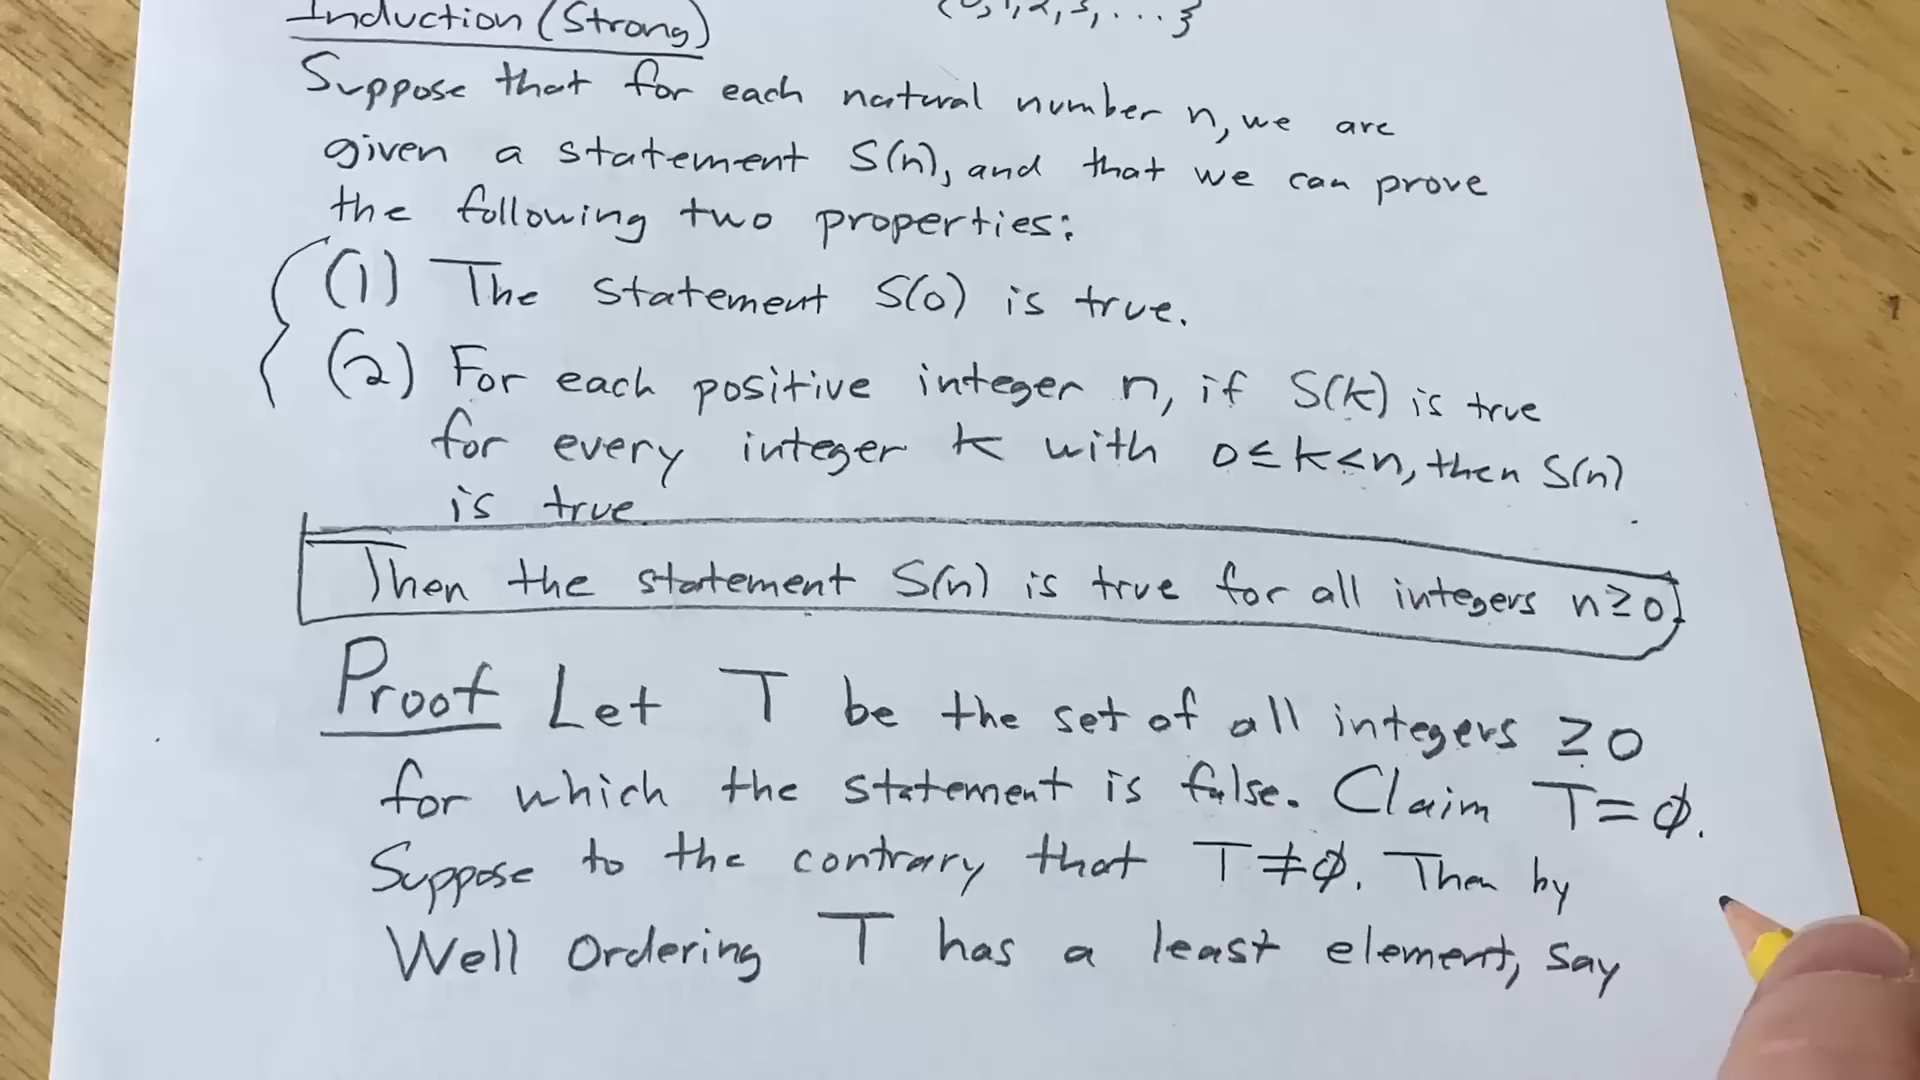 Induction (Strong)
{0,1,2,3,...}
Suppose that for each natural number n, we are
given a statement S(n), and that we can prove
the following two properties:
(1) The statement S(0) is true.
(2) For each positive integer n, if S(k) is true
for every integer k with 0≤k<n, then S(n)
is true.
Then the statement S(n) is true for all integers n≥0.
Proof Let T be the set of all integers ≥0
for which the statement is false. Claim T=∅.
Suppose to the contrary that T≠∅. Then by
Well Ordering T has a least element, say